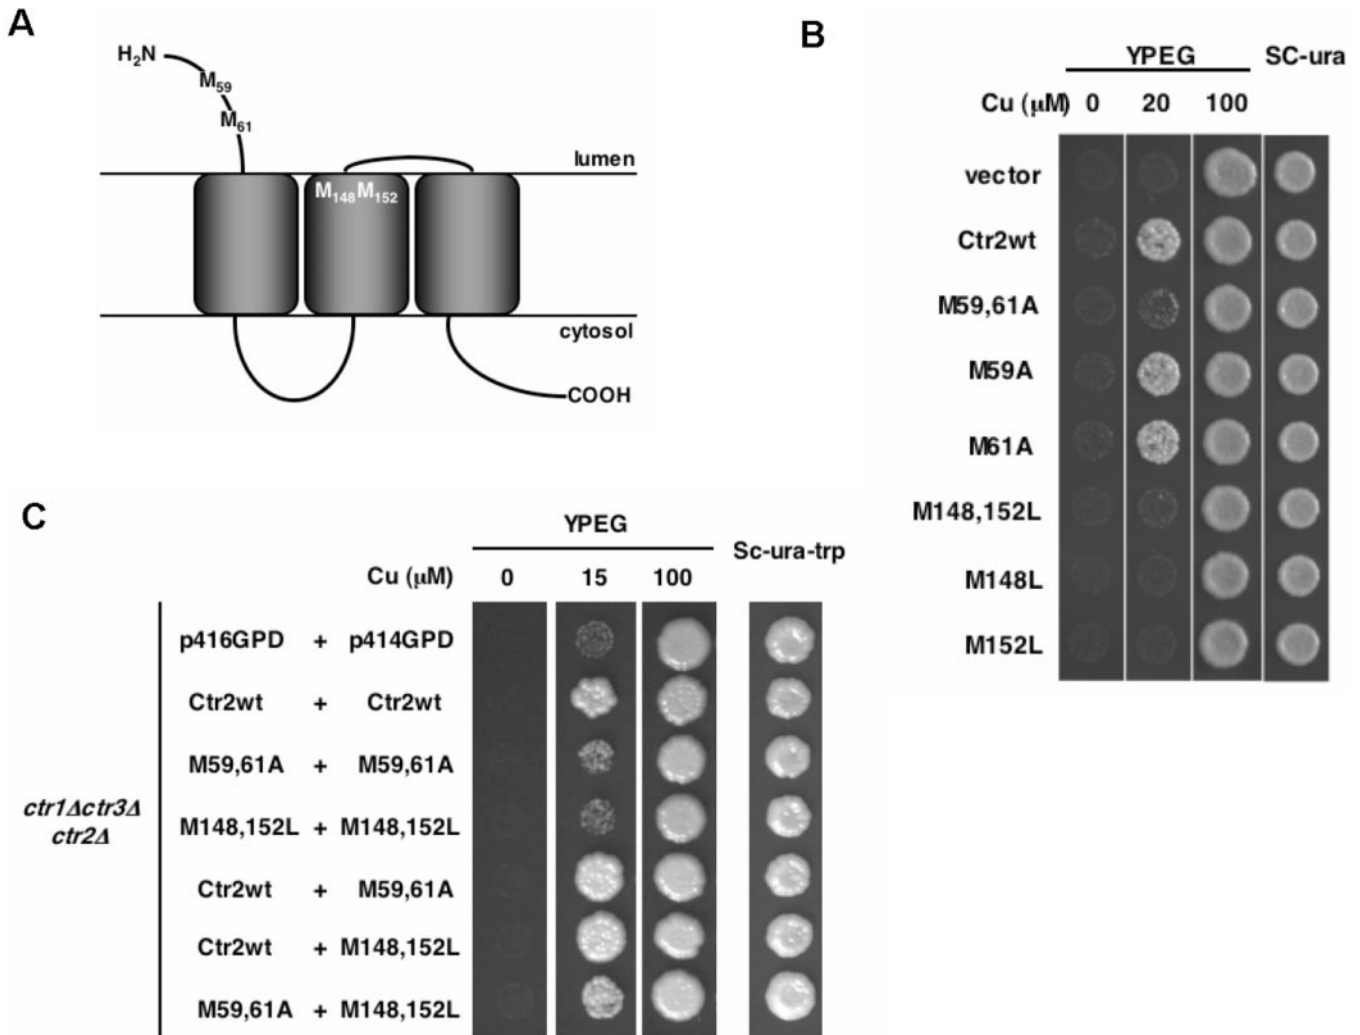 A
H₂N
M₅₉
M₆₁
lumen
M₁₄₈M₁₅₂
cytosol
COOH
B
YPEG SC-ura
Cu (µM) 0 20 100
vector
Ctr2wt
M59,61A
M59A
M61A
M148,152L
M148L
M152L
C
YPEG
Sc-ura-trp
Cu (µM) 0 15 100
p416GPD + p414GPD
Ctr2wt + Ctr2wt
M59,61A + M59,61A
ctr1Δctr3Δ
ctr2Δ
M148,152L + M148,152L
Ctr2wt + M59,61A
Ctr2wt + M148,152L
M59,61A + M148,152L